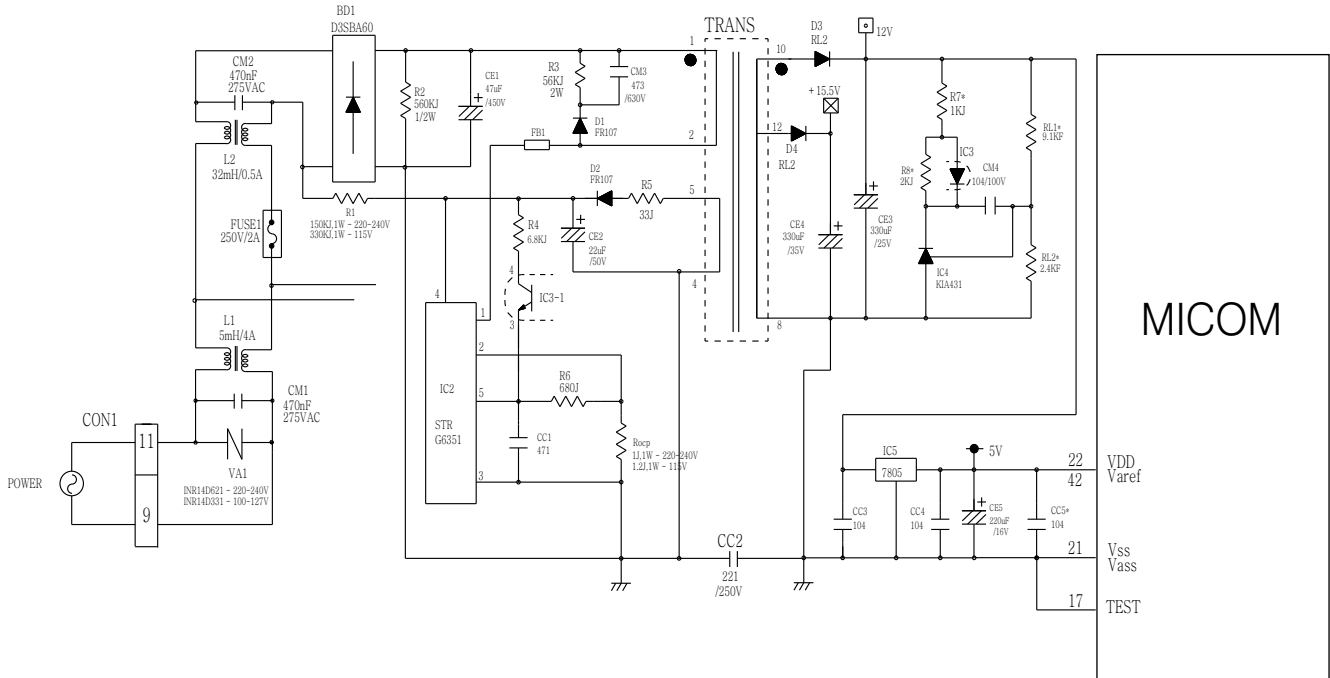 BD1
D3SBA60
CM2
470nF
275VAC
L2
32mH/0.5A
FUSE1
250V/2A
L1
5mH/4A
CM1
470nF
275VAC
CON1
11
9
POWER
VA1
INR14D621 - 220-240V
INR14D331 - 100-127V
R2
560KJ
1/2W
CE1
47uF
/450V
+
R3
56KJ
2W
CM3
473
/630V
D1
FR107
FB1
R1
150KJ,1W - 220-240V
330KJ,1W - 115V
D2
FR107
R5
33J
R4
6.8KJ
CE2
22uF
/50V
+
4
IC3-1
3
4
1
2
5
3
IC2
STR
G6351
R6
680J
CC1
471
Rocp
1J,1W - 220-240V
1.2J,1W - 115V
TRANS
1
2
5
4
10
12
8
D3
RL2
12V
+ 15.5V
D4
RL2
CE4
330uF
/35V
+
CE3
330uF
/25V
+
R7*
1KJ
R8*
2KJ
IC3
CM4
104/100V
RL1*
9.1KF
RL2*
2.4KF
IC4
KIA431
CC2
221
/250V
IC5
7805
5V
CC3
104
CC4
104
CE5
220uF
/16V
+
CC5*
104
22
42
VDD
Varef
21
Vss
Vass
17
TEST
MICOM